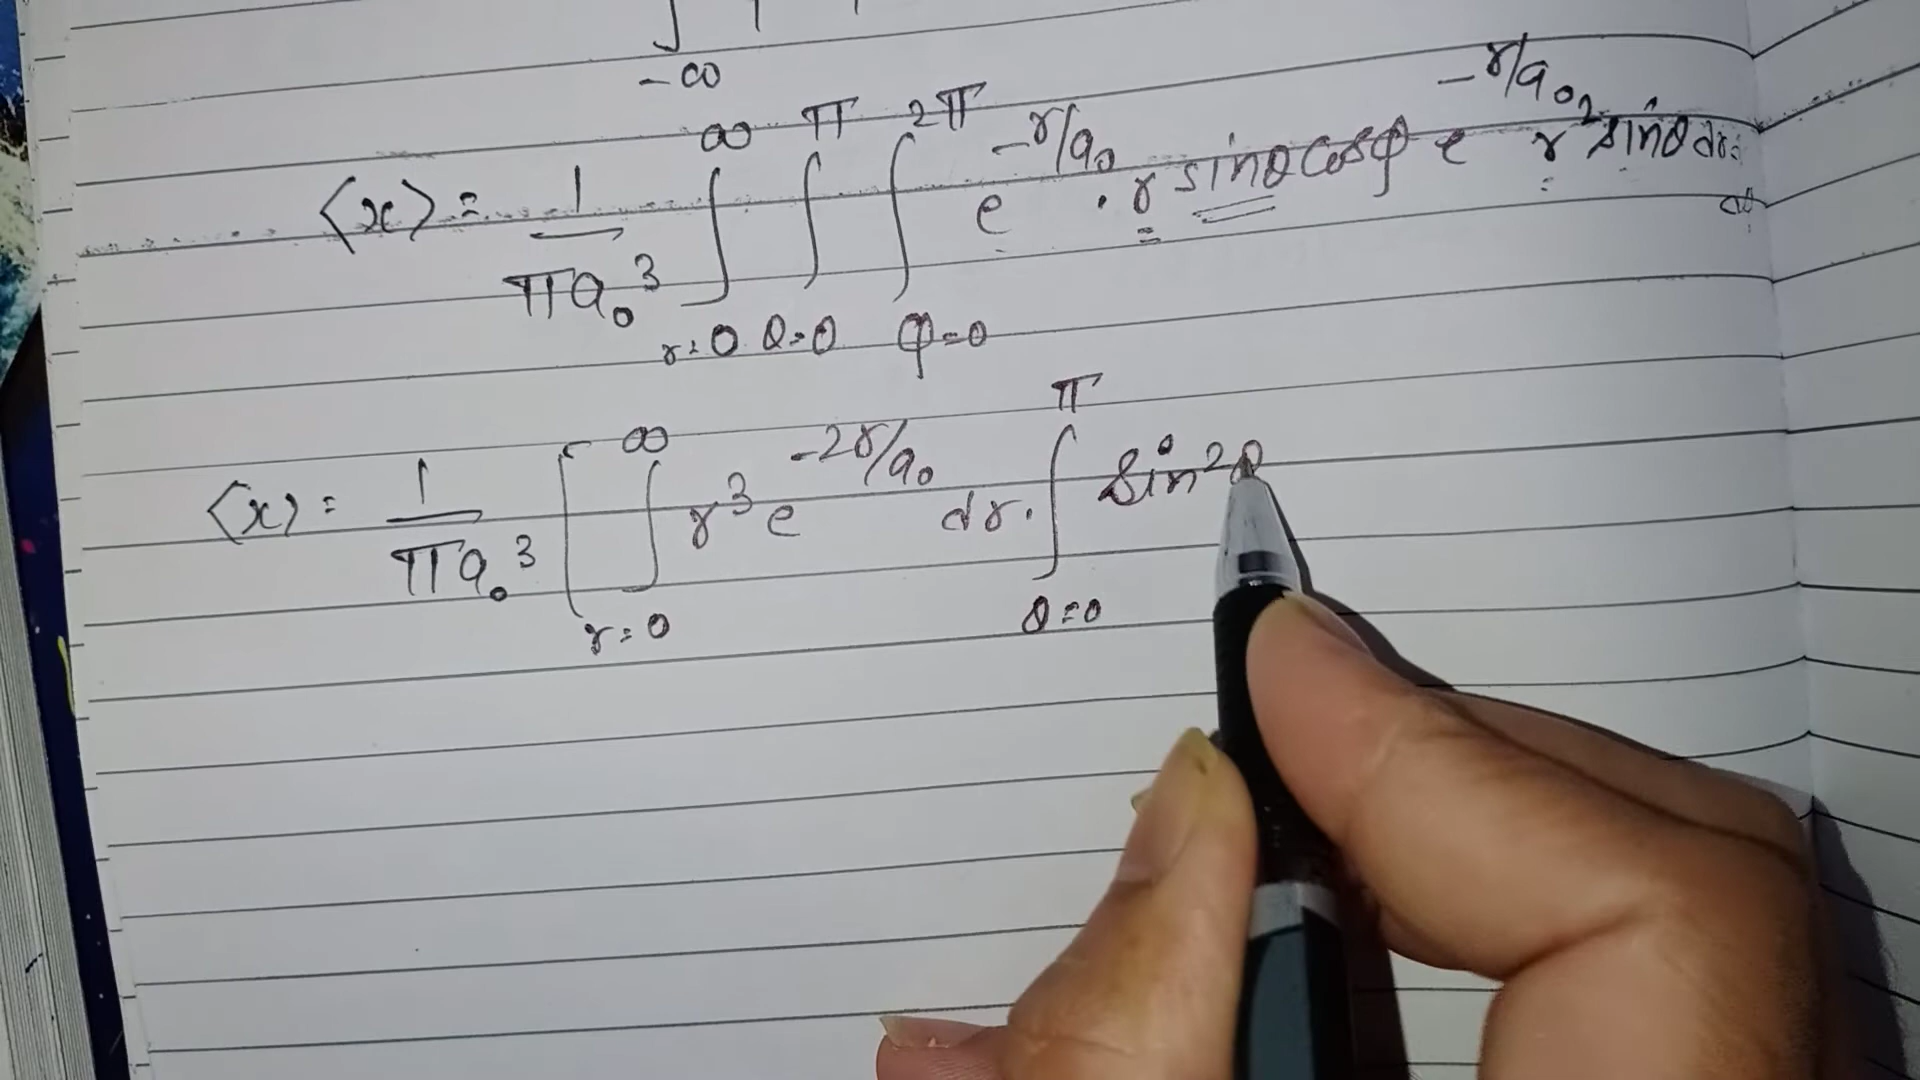 -∞
∞ π 2π -r/a₀ -r/a₀
⟨x⟩ = 1/πa₀³ ∫ ∫ ∫ e · r sinθ cosφ e r² sinθ dr
r=0 θ=0 φ=0
⟨x⟩ = 1/πa₀³ [ ∫ r³ e^(-2r/a₀) dr · ∫ sin²θ
∞ π
r=0 θ=0